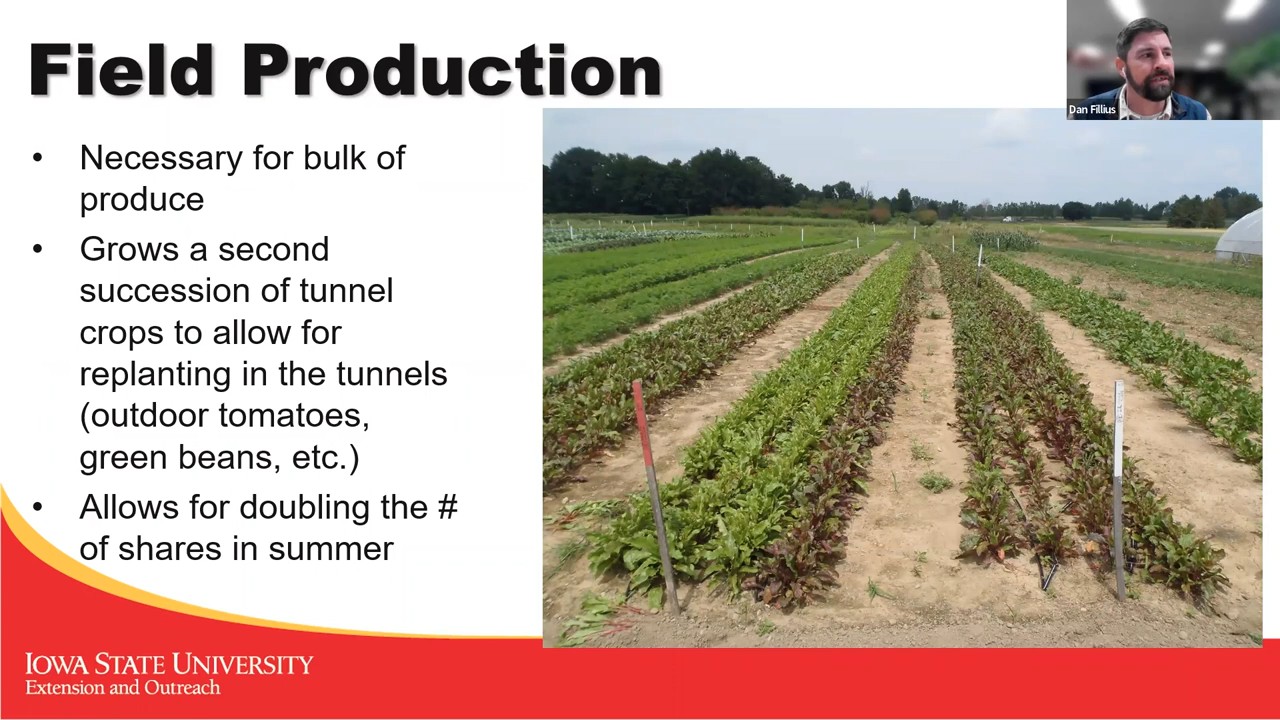 Field Production
Dan Fillius
• Necessary for bulk of
produce
• Grows a second
succession of tunnel
crops to allow for
replanting in the tunnels
(outdoor tomatoes,
green beans, etc.)
• Allows for doubling the #
of shares in summer
IOWA STATE UNIVERSITY
Extension and Outreach